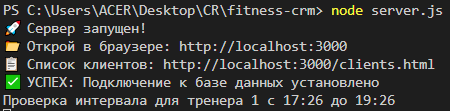 PS C:\Users\ACER\Desktop\CR\fitness-crm> node server.js
🚀 Сервер запущен!
📂 Открой в браузере: http://localhost:3000
📋 Список клиентов: http://localhost:3000/clients.html
✅ УСПЕХ: Подключение к базе данных установлено
Проверка интервала для тренера 1 с 17:26 до 19:26